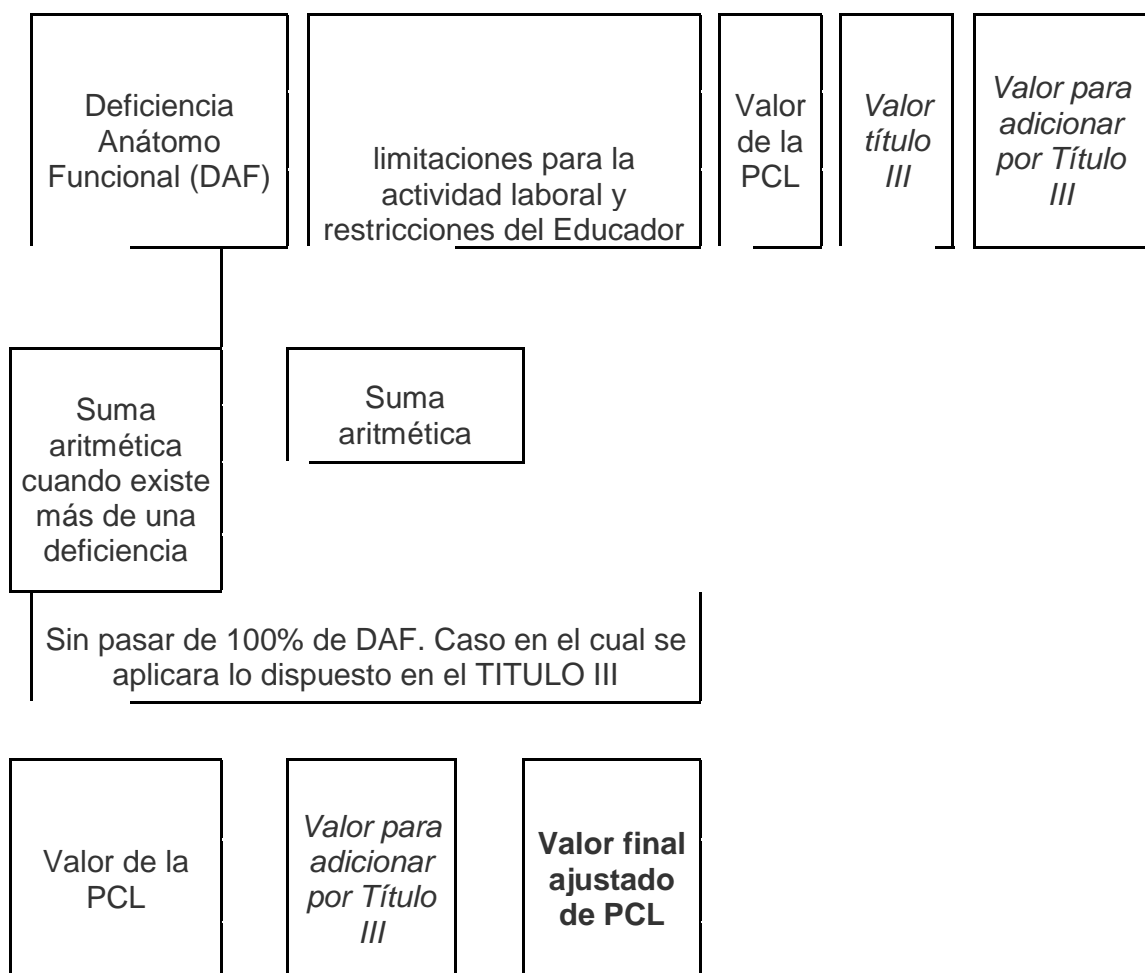 Deficiencia
Anátomo
Funcional (DAF)
limitaciones para la
actividad laboral y
restricciones del Educador
Valor
de la
PCL
Valor
título
III
Valor para
adicionar
por Título
III
Suma
aritmética
cuando existe
más de una
deficiencia
Suma
aritmética
Sin pasar de 100% de DAF. Caso en el cual se
aplicara lo dispuesto en el TITULO III
Valor de la
PCL
Valor para
adicionar
por Título
III
Valor final
ajustado
de PCL